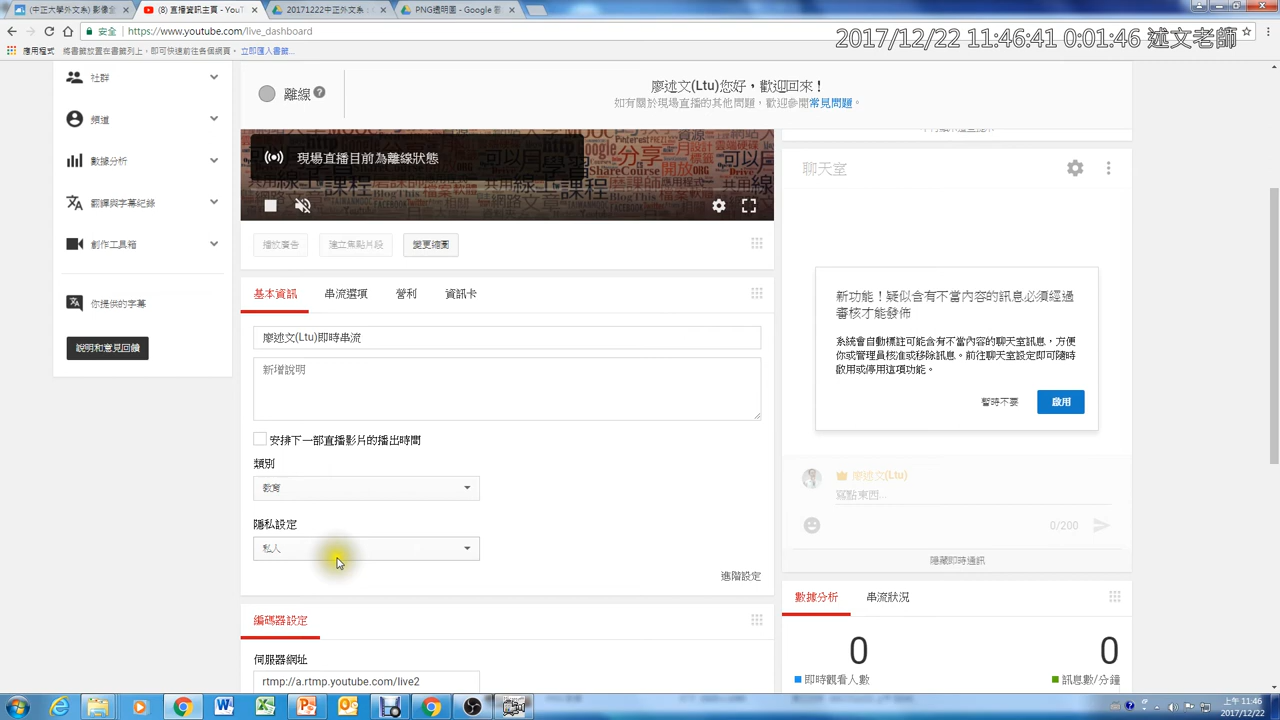 (中正大學外文系) 影像您
(8) 直播資訊主頁 - YouT
20171222中正外文系 :
PNG透明圖 - Google 雲
安全 https://www.youtube.com/live_dashboard
2017/12/22 11:46:41 0:01:46 述文老師
應用程式 將書籤放置在書籤列上，即可快速前往各個網頁。 立即匯入書籤...
社群
頻道
數據分析
翻譯與字幕紀錄
創作工具箱
你提供的字幕
說明和意見回饋
離線
廖述文(Ltu)您好，歡迎回來！
如有關於現場直播的其他問題，歡迎參閱常見問題。
現場直播目前為離線狀態
播放廣告 建立焦點片段 變更縮圖
基本資訊 串流選項 營利 資訊卡
廖述文(Ltu)即時串流
新增說明
安排下一部直播影片的播出時間
類別
教育
隱私設定
私人
進階設定
編碼器設定
伺服器網址
rtmp://a.rtmp.youtube.com/live2
聊天室
新功能！疑似含有不當內容的訊息必須經過
審核才能發佈
系統會自動標註可能含有不當內容的聊天室訊息，方便
你或管理員核准或移除訊息。前往聊天室設定即可隨時
啟用或停用這項功能。
暫時不要 啟用
廖述文(Ltu)
寫點東西...
0/200
隱藏即時通訊
數據分析 串流狀況
0 0
即時觀看人數 訊息數/分鐘
上午 11:46
2017/12/22